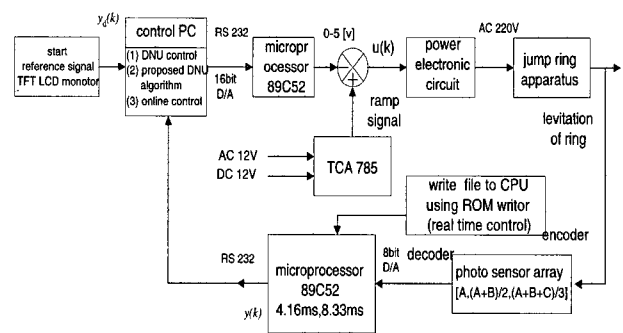 y_d(k)
start
reference signal
TFT LCD monotor
control PC
(1) DNU control
(2) proposed DNU
algorithm
(3) online control
RS 232
16bit
D/A
micropr
ocessor
89C52
0-5 [v]
u(k)
ramp
signal
power
electronic
circuit
AC 220V
jump ring
apparatus
levitation
of ring
AC 12V
DC 12V
TCA 785
write file to CPU
using ROM writor
(real time control)
encoder
RS 232
y(k)
microprocessor
89C52
4.16ms,8.33ms
8bit
D/A
decoder
photo sensor array
[A,(A+B)/2,(A+B+C)/3]